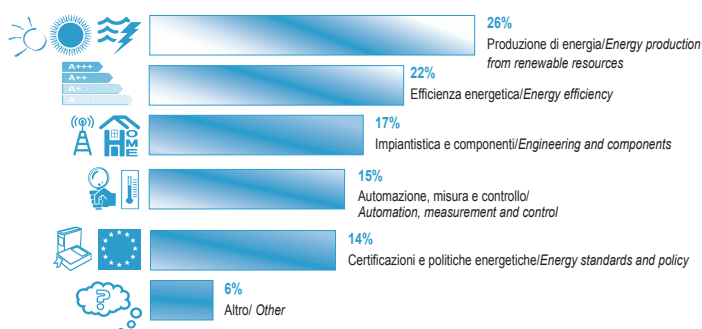 26%
Produzione di energia/Energy production
from renewable resources
A+++
A++
A+
A
22%
Efficienza energetica/Energy efficiency
HOME
17%
Impiantistica e componenti/Engineering and components
15%
Automazione, misura e controllo/
Automation, measurement and control
14%
Certificazioni e politiche energetiche/Energy standards and policy
?
6%
Altro/ Other